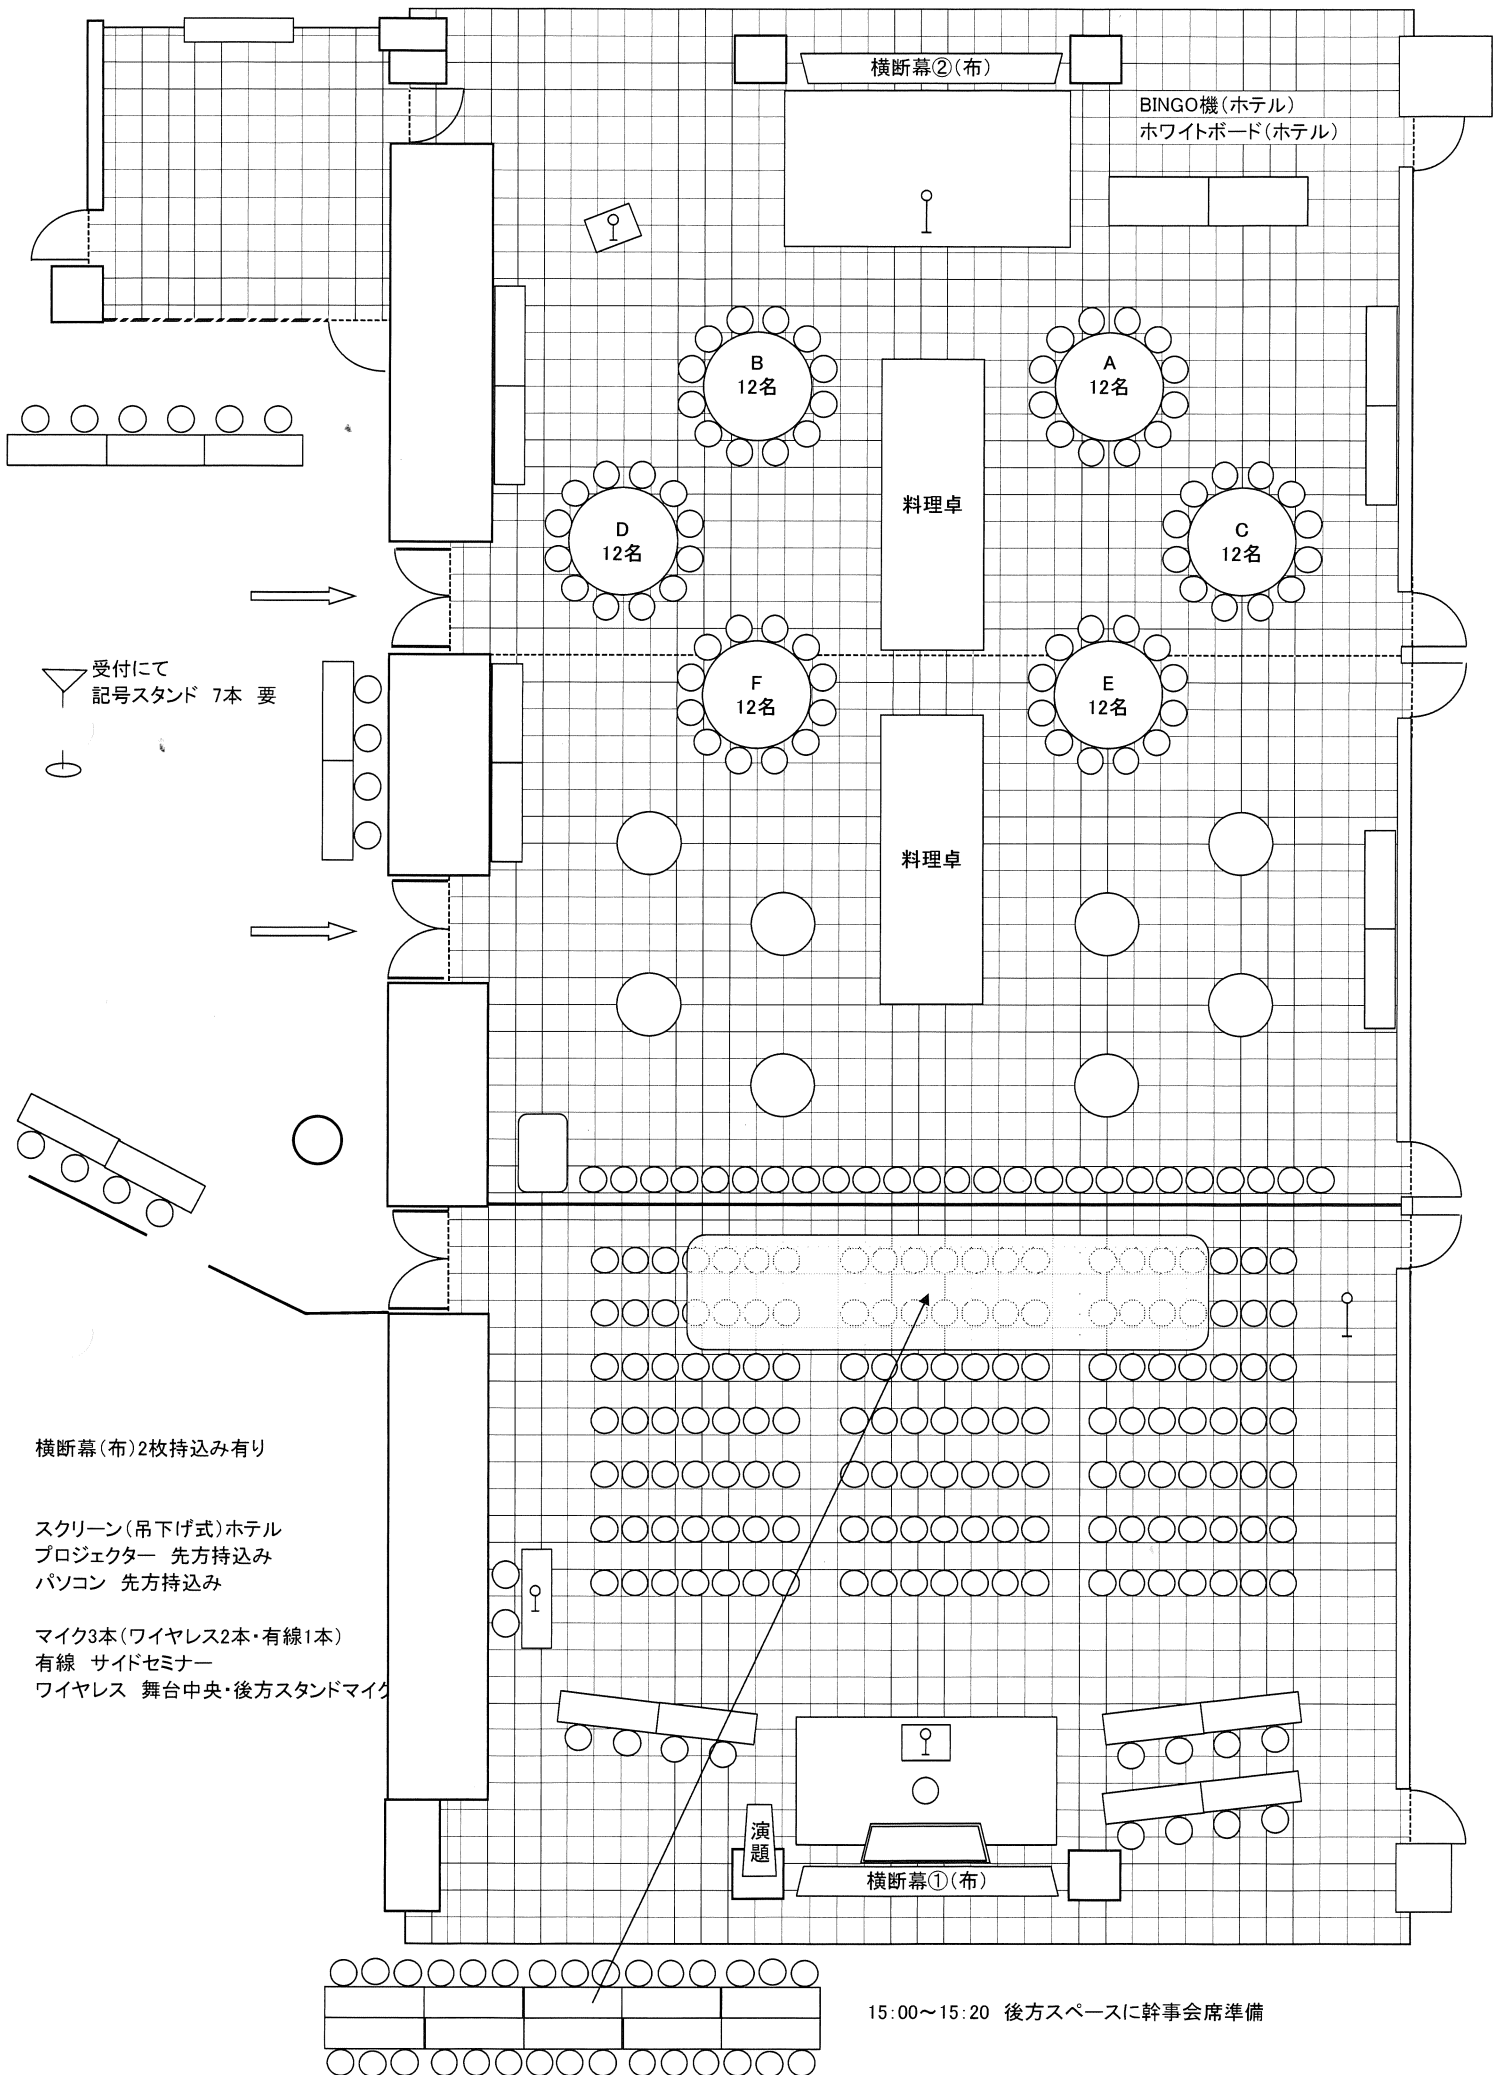 横断幕②(布)
BINGO機(ホテル)
ホワイトボード(ホテル)
B
12名
A
12名
料理卓
D
12名
C
12名
受付にて
記号スタンド 7本 要
F
12名
E
12名
料理卓
横断幕(布)2枚持込み有り
スクリーン(吊下げ式)ホテル
プロジェクター 先方持込み
パソコン 先方持込み
マイク3本(ワイヤレス2本・有線1本)
有線 サイドセミナー
ワイヤレス 舞台中央・後方スタンドマイク
演題
横断幕①(布)
15:00～15:20 後方スペースに幹事会席準備